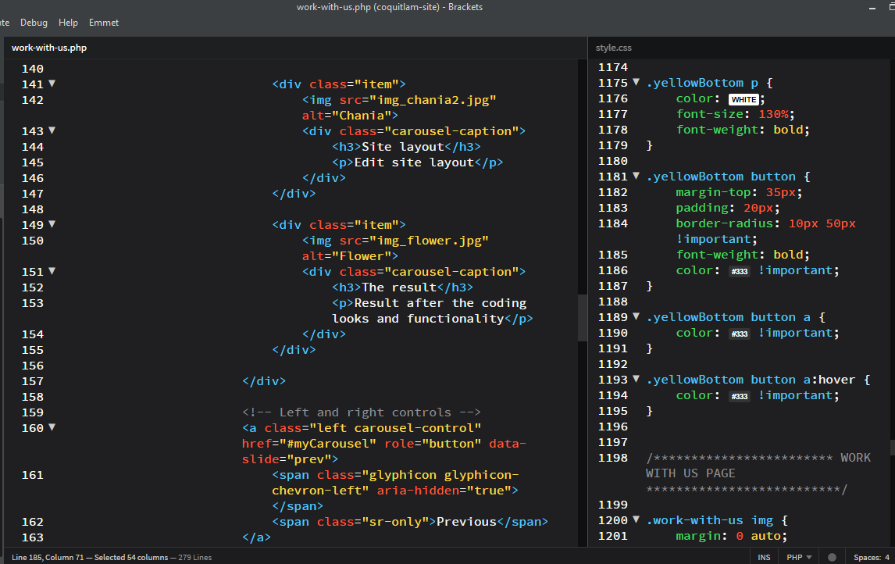 work-with-us.php (coquitlam-site) - Brackets
Debug Help Emmet
work-with-us.php
140
141 <div class="item">
142 <img src="img_chania2.jpg"
alt="Chania">
143 <div class="carousel-caption">
144 <h3>Site layout</h3>
145 <p>Edit site layout</p>
146 </div>
147 </div>
148
149 <div class="item">
150 <img src="img_flower.jpg"
alt="Flower">
151 <div class="carousel-caption">
152 <h3>The result</h3>
153 <p>Result after the coding
looks and functionality</p>
154 </div>
155 </div>
156
157 </div>
158
159 <!-- Left and right controls -->
160 <a class="left carousel-control"
href="#myCarousel" role="button" data-
slide="prev">
161 <span class="glyphicon glyphicon-
chevron-left" aria-hidden="true">
</span>
162 <span class="sr-only">Previous</span>
163 </a>
style.css
1174
1175 .yellowBottom p {
1176 color: WHITE;
1177 font-size: 130%;
1178 font-weight: bold;
1179 }
1180
1181 .yellowBottom button {
1182 margin-top: 35px;
1183 padding: 20px;
1184 border-radius: 10px 50px
!important;
1185 font-weight: bold;
1186 color: #333 !important;
1187 }
1188
1189 .yellowBottom button a {
1190 color: #333 !important;
1191 }
1192
1193 .yellowBottom button a:hover {
1194 color: #333 !important;
1195 }
1196
1197
1198 /************************ WORK
WITH US PAGE
**************************/
1199
1200 .work-with-us img {
1201 margin: 0 auto;
Line 185, Column 71 — Selected 54 columns — 279 Lines
INS PHP Spaces: 4